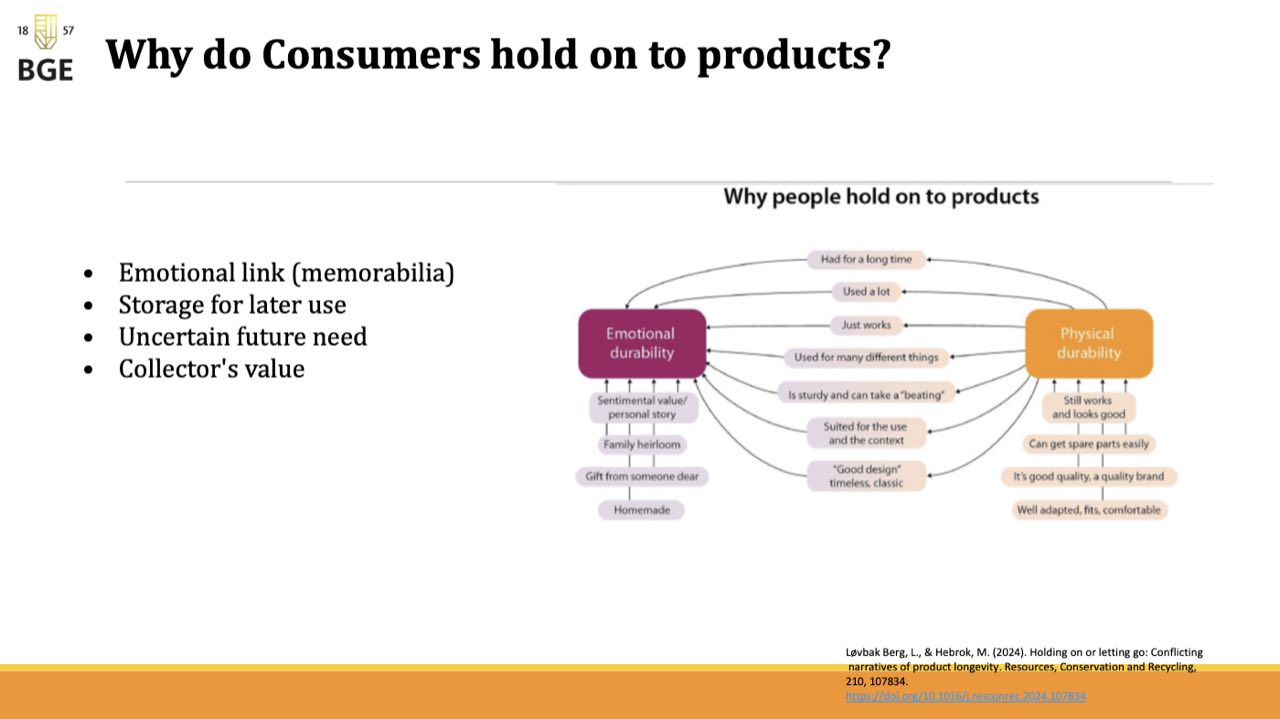 18 57
BGE
Why do Consumers hold on to products?
• Emotional link (memorabilia)
• Storage for later use
• Uncertain future need
• Collector's value
Why people hold on to products
Had for a long time
Used a lot
Just works
Used for many different things
Is sturdy and can take a “beating”
Suited for the use
and the context
“Good design”
timeless, classic
Emotional
durability
Sentimental value/
personal story
Family heirloom
Gift from someone dear
Homemade
Physical
durability
Still works
and looks good
Can get spare parts easily
It's good quality, a quality brand
Well adapted, fits, comfortable
Løvbak Berg, L., & Hebrok, M. (2024). Holding on or letting go: Conflicting
narratives of product longevity. Resources, Conservation and Recycling,
210, 107834.
https://doi.org/10.1016/j.resconrec.2024.107834